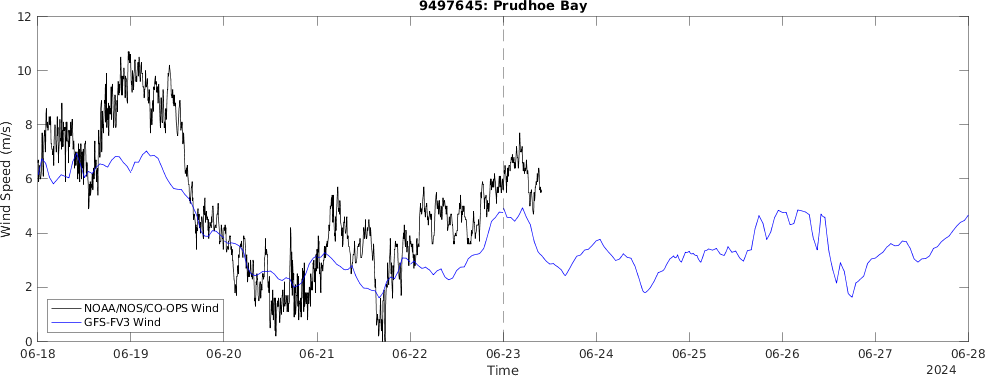 9497645: Prudhoe Bay
12
10
8
6
4
2
0
Wind Speed (m/s)
NOAA/NOS/CO-OPS Wind
GFS-FV3 Wind
06-18 06-19 06-20 06-21 06-22 06-23 06-24 06-25 06-26 06-27 06-28
Time
2024